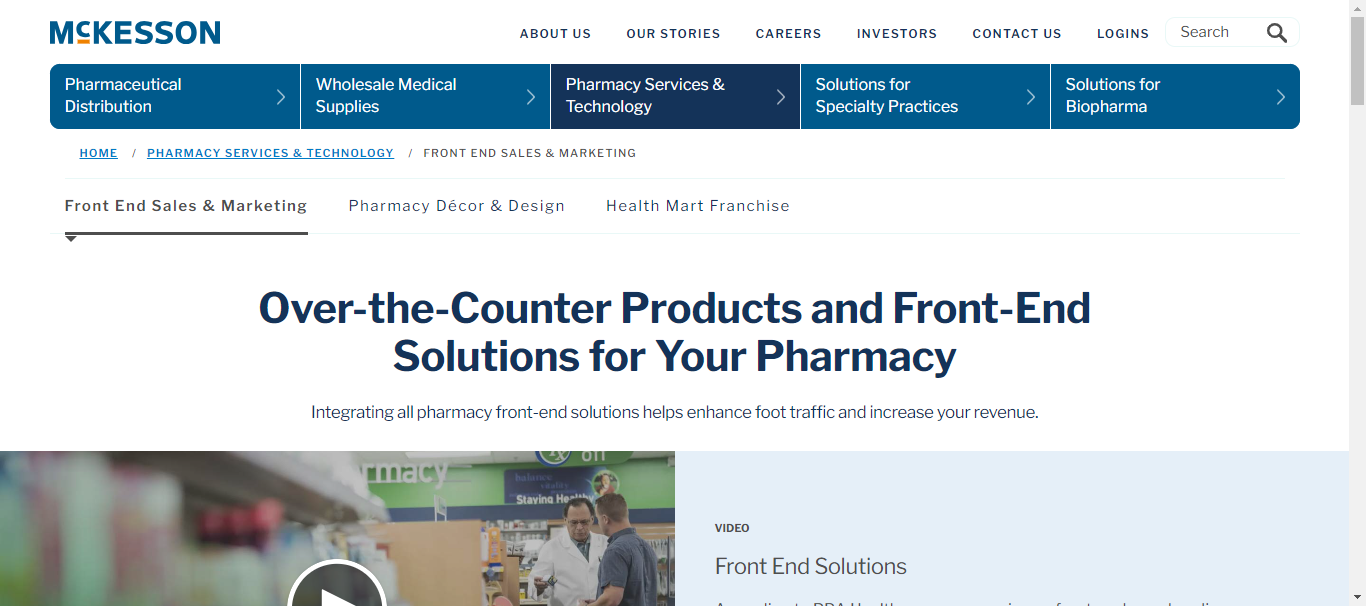 McKESSON
ABOUT US
OUR STORIES
CAREERS
INVESTORS
CONTACT US
LOGINS
Search
Pharmaceutical
Distribution
Wholesale Medical
Supplies
Pharmacy Services &
Technology
Solutions for
Specialty Practices
Solutions for
Biopharma
HOME / PHARMACY SERVICES & TECHNOLOGY / FRONT END SALES & MARKETING
Front End Sales & Marketing
Pharmacy Décor & Design
Health Mart Franchise
Over-the-Counter Products and Front-End
Solutions for Your Pharmacy
Integrating all pharmacy front-end solutions helps enhance foot traffic and increase your revenue.
rmacy
balance
vitality
Staying Healthy
VIDEO
Front End Solutions